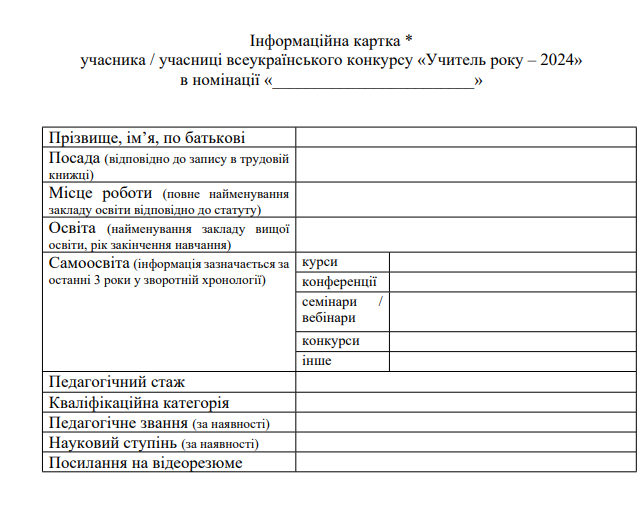 Інформаційна картка *
учасника / учасниці всеукраїнського конкурсу «Учитель року – 2024»
в номінації «_________________________»
Прізвище, ім’я, по батькові
Посада (відповідно до запису в трудовій
книжці)
Місце роботи (повне найменування
закладу освіти відповідно до статуту)
Освіта (найменування закладу вищої
освіти, рік закінчення навчання)
Самоосвіта (інформація зазначається за
останні 3 роки у зворотній хронології)
курси
конференції
семінари /
вебінари
конкурси
інше
Педагогічний стаж
Кваліфікаційна категорія
Педагогічне звання (за наявності)
Науковий ступінь (за наявності)
Посилання на відеорезюме